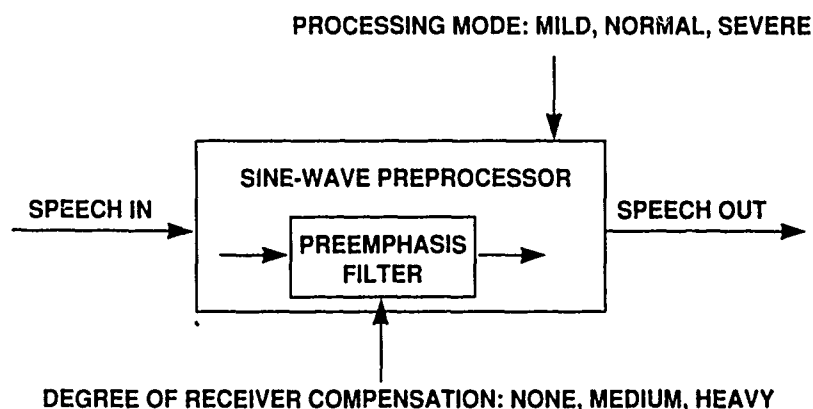 PROCESSING MODE: MILD, NORMAL, SEVERE
SINE-WAVE PREPROCESSOR
SPEECH IN
SPEECH OUT
PREEMPHASIS
FILTER
DEGREE OF RECEIVER COMPENSATION: NONE, MEDIUM, HEAVY